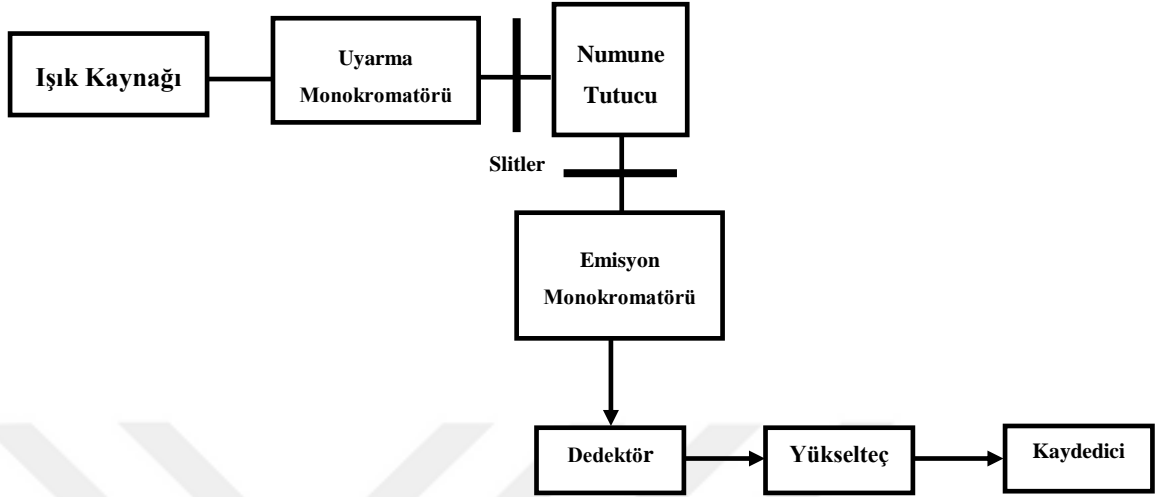 Işık Kaynağı
Uyarma
Monokromatörü
Numune
Tutucu
Slitler
Emisyon
Monokromatörü
Dedektör
Yükselteç
Kaydedici